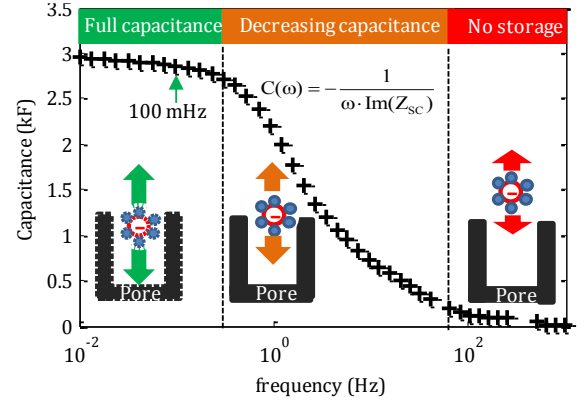 Full capacitance Decreasing capacitance No storage
3.5
3
2.5
2
1.5
1
0.5
0
Capacitance (kF)
100 mHz
C(ω) = − 1 / (ω · Im(Z_SC))
Pore Pore Pore
10^-2 10^0 10^2
frequency (Hz)